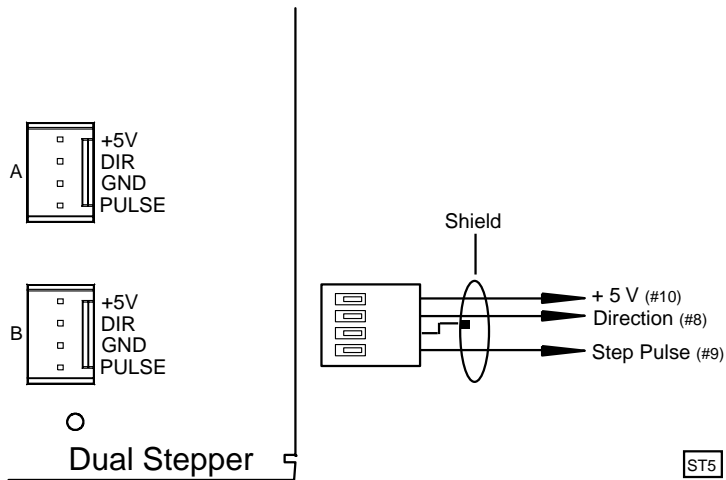 A
+5V
DIR
GND
PULSE
B
+5V
DIR
GND
PULSE
Dual Stepper
Shield
+ 5 V (#10)
Direction (#8)
Step Pulse (#9)
ST5